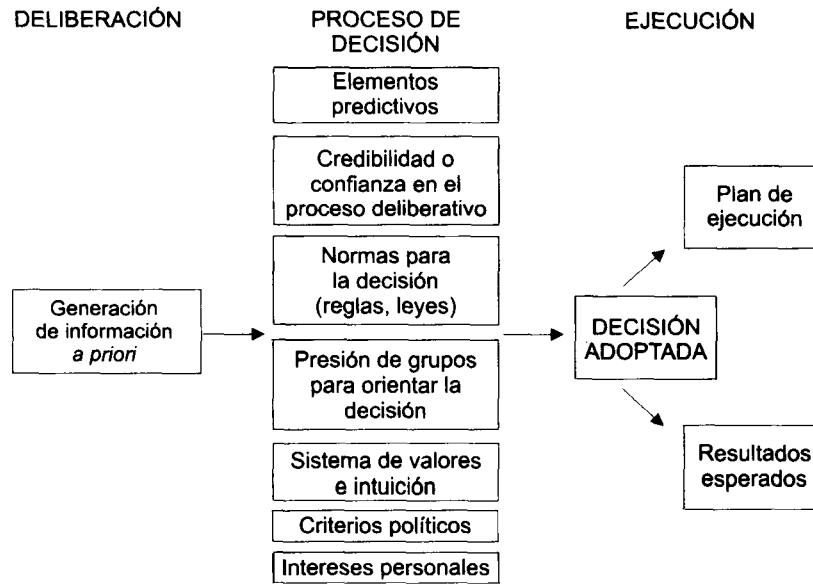 DELIBERACIÓN
PROCESO DE
DECISIÓN
EJECUCIÓN
Generación
de información
a priori
Elementos
predictivos
Credibilidad o
confianza en el
proceso deliberativo
Normas para
la decisión
(reglas, leyes)
Presión de grupos
para orientar la
decisión
Sistema de valores
e intuición
Criterios políticos
Intereses personales
DECISIÓN
ADOPTADA
Plan de
ejecución
Resultados
esperados